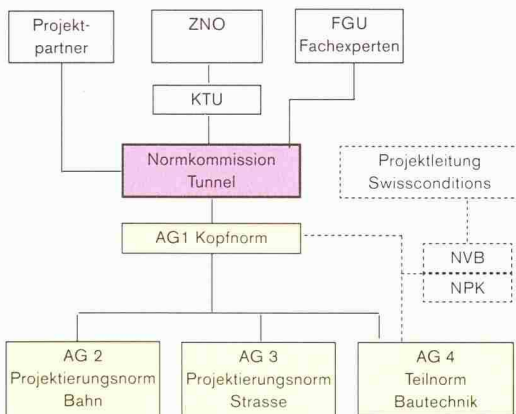 Projekt-
partner
ZNO
FGU
Fachexperten
KTU
Normkommission
Tunnel
Projektleitung
Swissconditions
AG1 Kopfnorm
NVB
NPK
AG 2
Projektierungsnorm
Bahn
AG 3
Projektierungsnorm
Strasse
AG 4
Teilnorm
Bautechnik